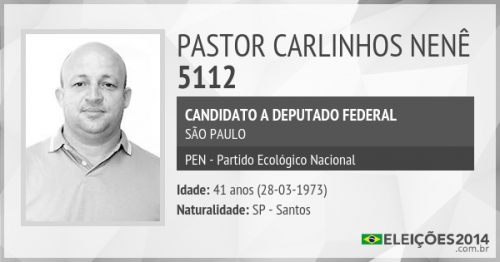 PASTOR CARLINHOS NENÊ
5112
CANDIDATO A DEPUTADO FEDERAL
SÃO PAULO
PEN - Partido Ecológico Nacional
Idade: 41 anos (28-03-1973)
Naturalidade: SP - Santos
ELEIÇÕES2014
.com.br